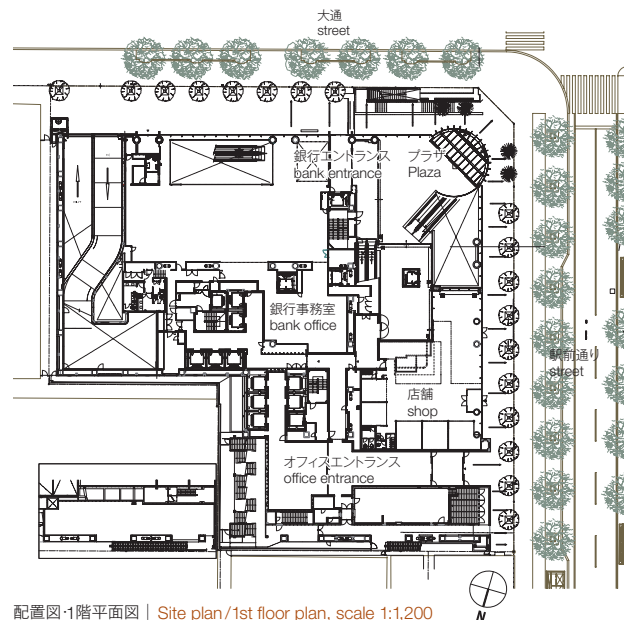 大通
street
銀行エントランス
bank entrance
プラザ
Plaza
銀行事務室
bank office
駅前通り
street
店舗
shop
オフィスエントランス
office entrance
N
配置図·1階平面図 | Site plan/1st floor plan, scale 1:1,200